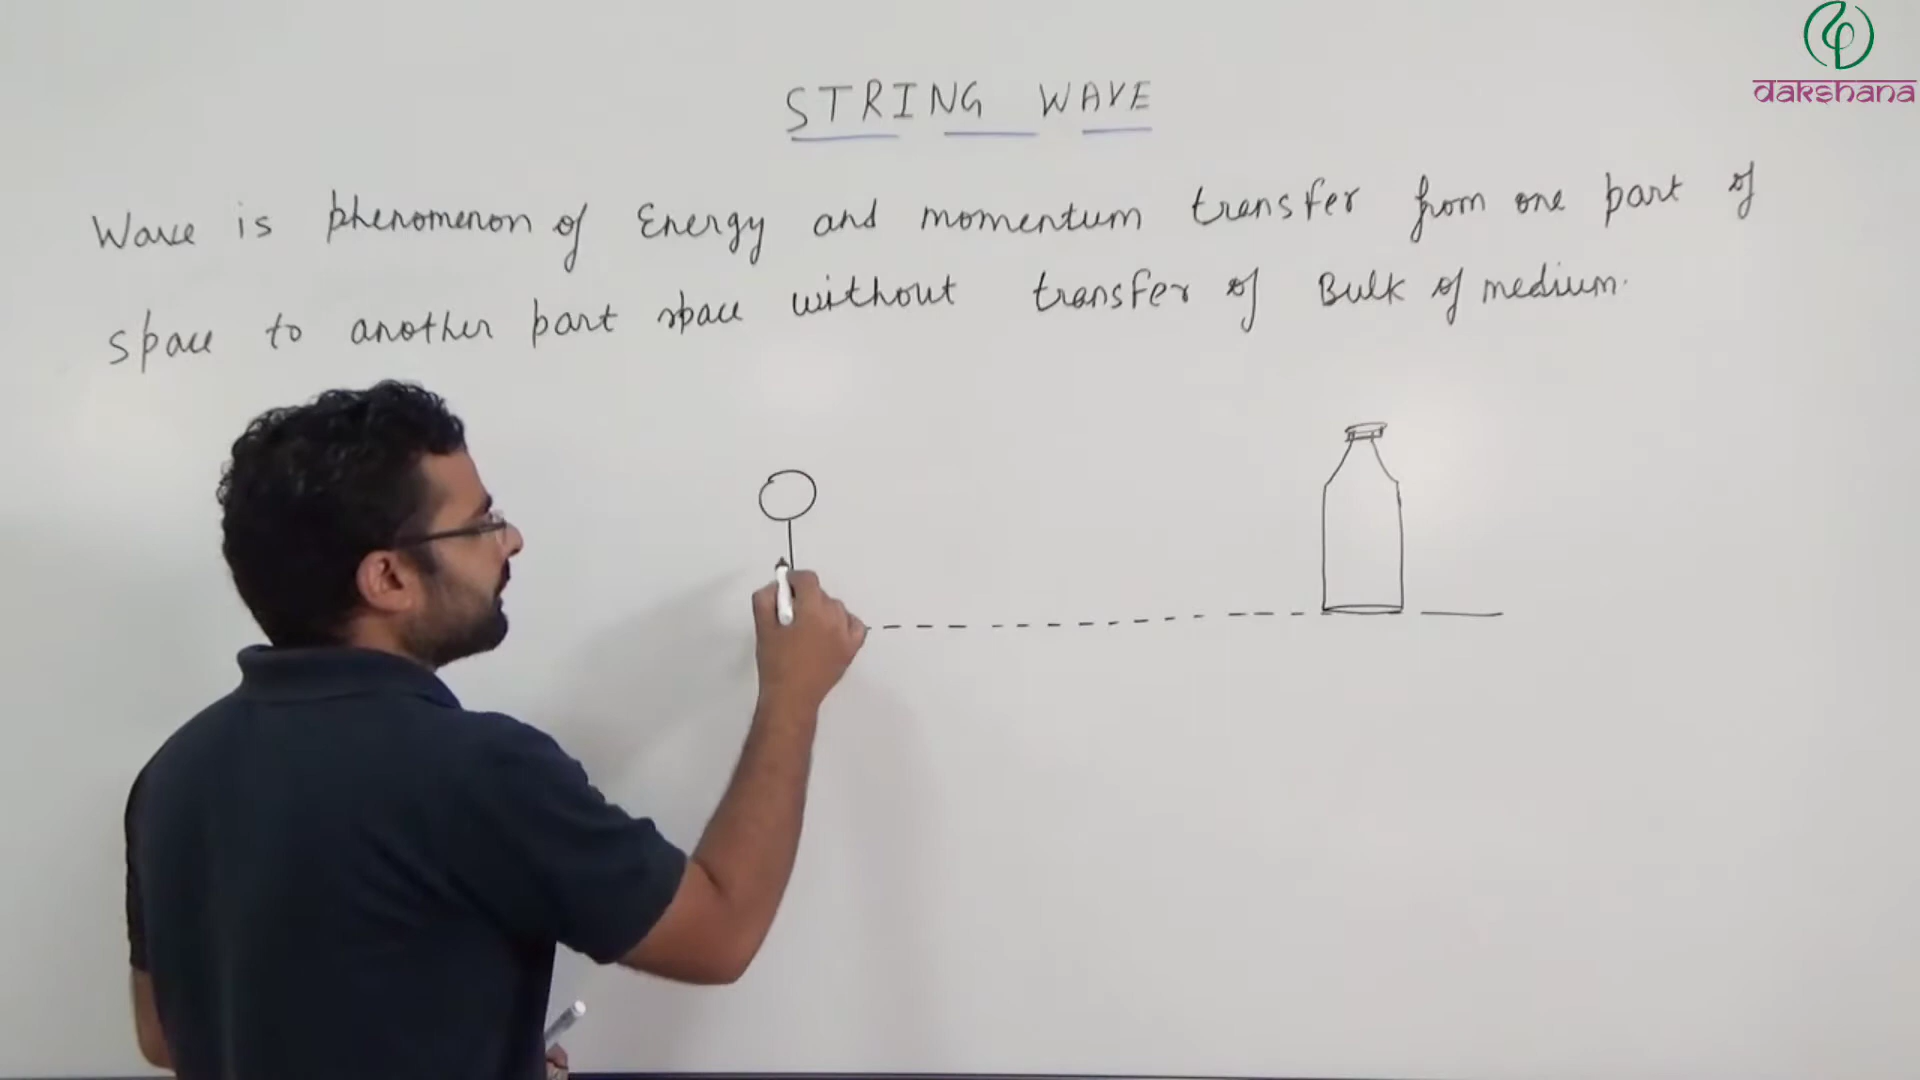 dakshana
STRING WAVE
Wave is phenomenon of Energy and momentum transfer from one part of
space to another part space without transfer of Bulk of medium.